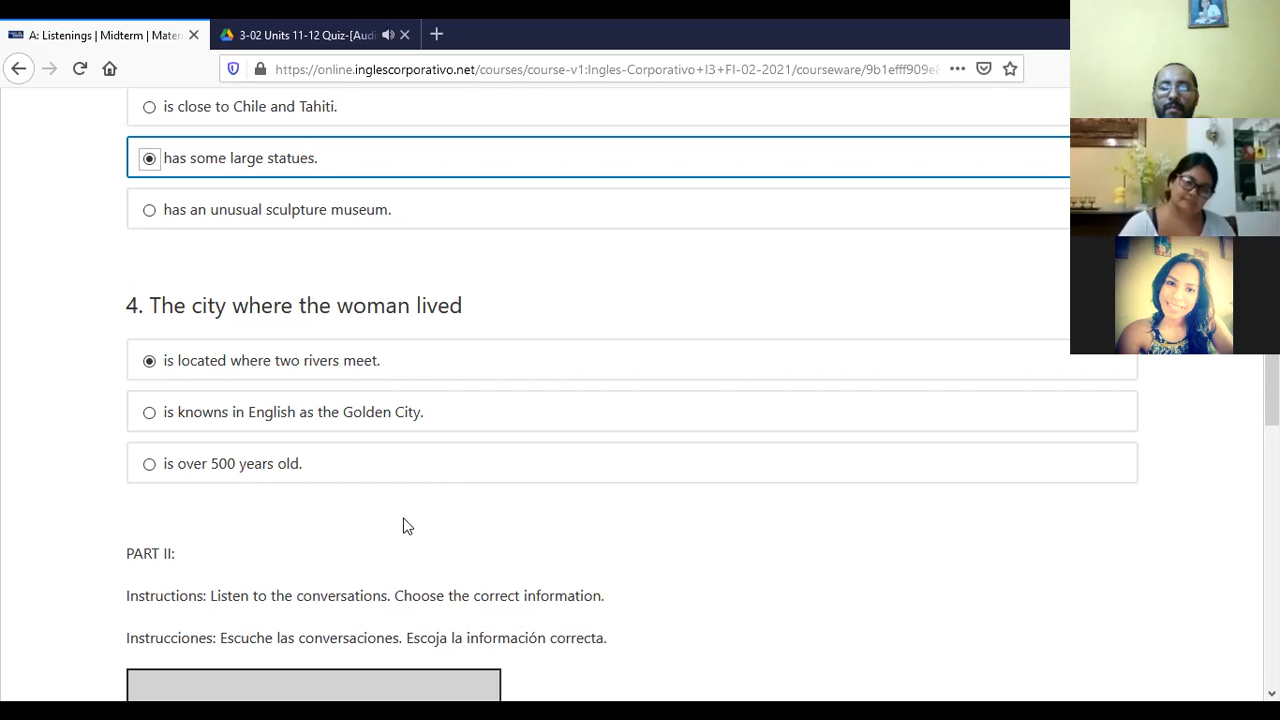 A: Listenings | Midterm | Mater
3-02 Units 11-12 Quiz-[Audi
https://online.inglescorporativo.net/courses/course-v1:Ingles-Corporativo+I3+FI-02-2021/courseware/9b1efff909e
is close to Chile and Tahiti.
has some large statues.
has an unusual sculpture museum.
4. The city where the woman lived
is located where two rivers meet.
is knowns in English as the Golden City.
is over 500 years old.
PART II:
Instructions: Listen to the conversations. Choose the correct information.
Instrucciones: Escuche las conversaciones. Escoja la información correcta.